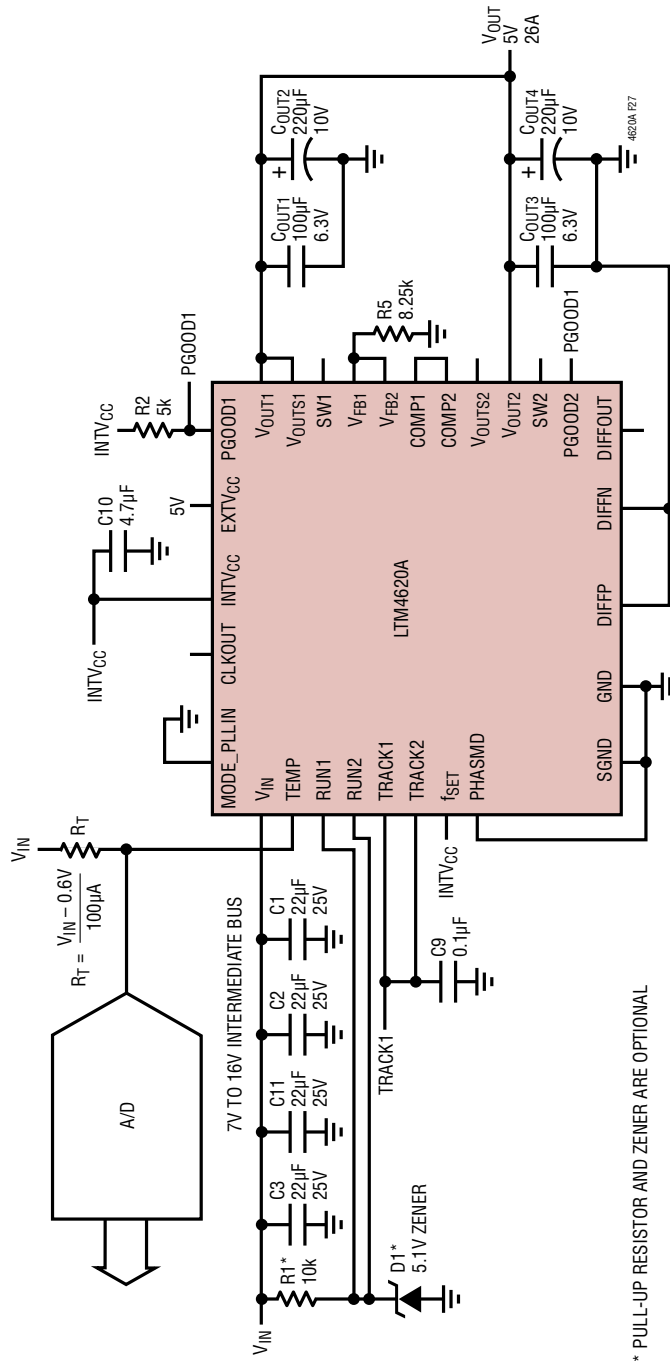 V_IN
R_T
R_T = V_IN – 0.6V / 100µA
A/D
7V TO 16V INTERMEDIATE BUS
V_IN
R1*
10k
C3
22µF
25V
C11
22µF
25V
C2
22µF
25V
C1
22µF
25V
D1*
5.1V ZENER
TRACK1
C9
0.1µF
INTV_CC
INTV_CC
C10
4.7µF
5V
INTV_CC
R2
5k
PGOOD1
MODE_PLLIN
CLKOUT
INTV_CC
EXTV_CC
PGOOD1
V_IN
TEMP
RUN1
RUN2
TRACK1
TRACK2
f_SET
PHASMD
LTM4620A
V_OUT1
V_OUTS1
SW1
V_FB1
V_FB2
COMP1
COMP2
V_OUTS2
V_OUT2
SW2
PGOOD2
SGND
GND
DIFFP
DIFFN
DIFFOUT
R5
8.25k
PGOOD1
C_OUT1
100µF
6.3V
+
C_OUT2
220µF
10V
C_OUT3
100µF
6.3V
+
C_OUT4
220µF
10V
V_OUT
5V
26A
4620A F27
* PULL-UP RESISTOR AND ZENER ARE OPTIONAL